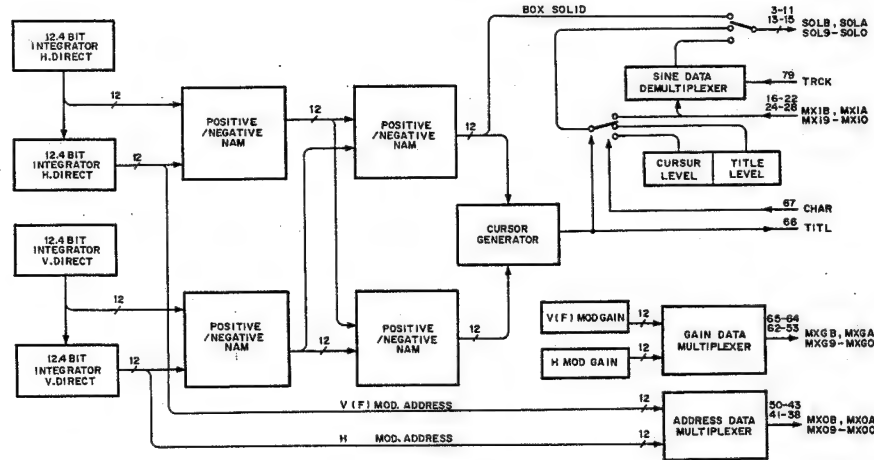 BOX SOLID
3-11
13-15
SOLB, SOLA
SOL9-SOLO
12.4 BIT
INTEGRATOR
H.DIRECT
12
12
POSITIVE
/NEGATIVE
NAM
12
POSITIVE
/NEGATIVE
NAM
12
SINE DATA
DEMULTIPLEXER
79
TRCK
16-22
24-28
MX1B, MX1A
MX19-MX10
12.4 BIT
INTEGRATOR
H.DIRECT
12
CURSUR
LEVEL
TITLE
LEVEL
67
CHAR
66
TITL
CURSOR
GENERATOR
12.4 BIT
INTEGRATOR
V.DIRECT
12
POSITIVE
/NEGATIVE
NAM
12
POSITIVE
/NEGATIVE
NAM
12
12.4 BIT
INTEGRATOR
V.DIRECT
12
V(F) MOD GAIN
12
H MOD GAIN
12
GAIN DATA
MULTIPLEXER
65-64
62-53
MXGB, MXGA
MXG9-MXGO
V(F) MOD. ADDRESS
12
H MOD. ADDRESS
12
ADDRESS DATA
MULTIPLEXER
50-43
41-38
MXOB, MXOA
MXO9-MXOO